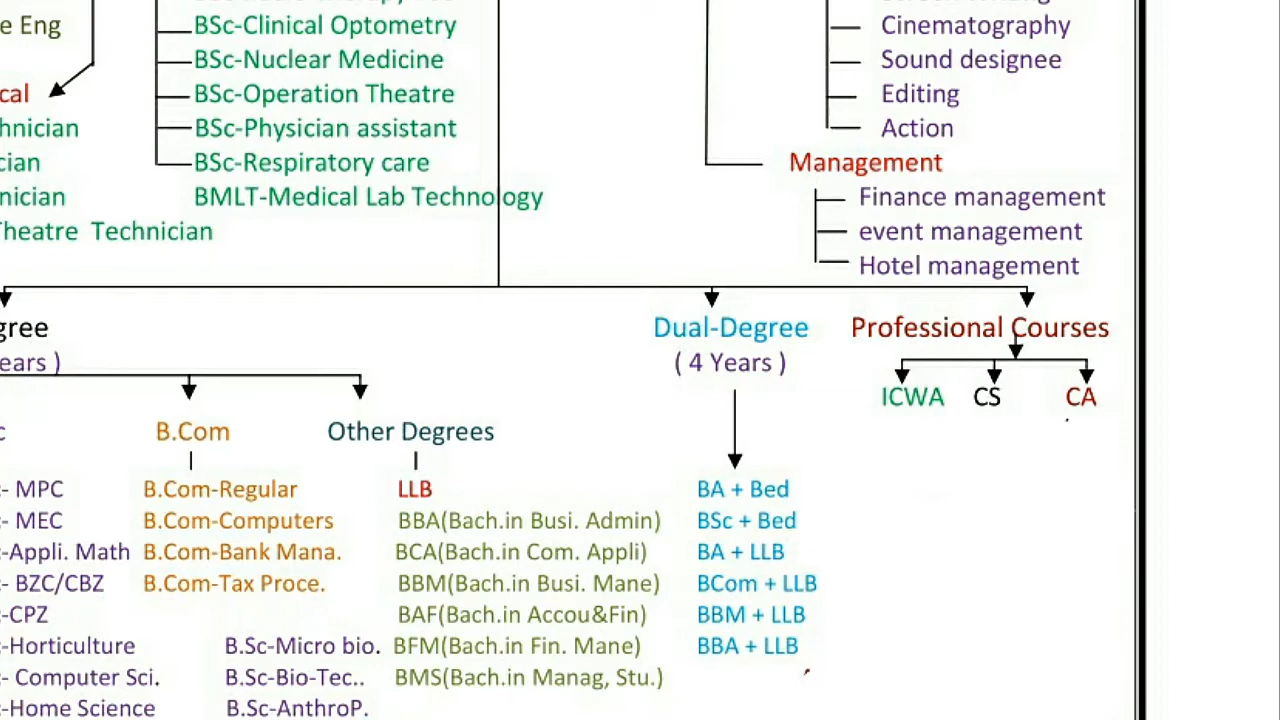 BSc-Clinical Optometry
BSc-Nuclear Medicine
BSc-Operation Theatre
BSc-Physician assistant
BSc-Respiratory care
BMLT-Medical Lab Technology
e Eng
cal
hnician
cian
nician
Theatre Technician
Cinematography
Sound designee
Editing
Action
Management
Finance management
event management
Hotel management
gree
ears )
Dual-Degree
( 4 Years )
Professional Courses
ICWA CS CA
c
B.Com
Other Degrees
- MPC
- MEC
-Appli. Math
- BZC/CBZ
-CPZ
-Horticulture
- Computer Sci.
-Home Science
B.Com-Regular
B.Com-Computers
B.Com-Bank Mana.
B.Com-Tax Proce.
B.Sc-Micro bio.
B.Sc-Bio-Tec..
B.Sc-AnthroP.
LLB
BBA(Bach.in Busi. Admin)
BCA(Bach.in Com. Appli)
BBM(Bach.in Busi. Mane)
BAF(Bach.in Accou&Fin)
BFM(Bach.in Fin. Mane)
BMS(Bach.in Manag, Stu.)
BA + Bed
BSc + Bed
BA + LLB
BCom + LLB
BBM + LLB
BBA + LLB